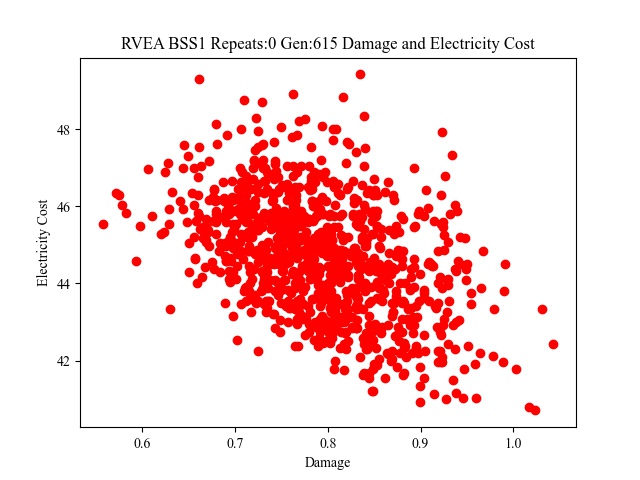 RVEA BSS1 Repeats:0 Gen:615 Damage and Electricity Cost
48
46
44
42
Electricity Cost
0.6 0.7 0.8 0.9 1.0
Damage